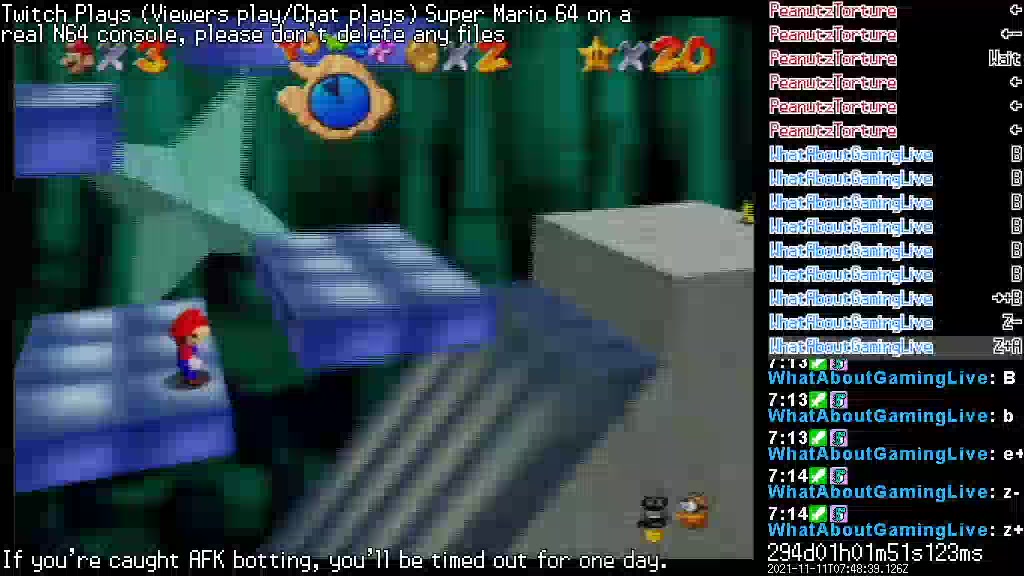 Twitch Plays (Viewers play/Chat plays) Super Mario 64 on a
real N64 console, please don't delete any files
×3
×2
×20
PeanutzTorture ←
PeanutzTorture ←
PeanutzTorture Wait
PeanutzTorture ←
PeanutzTorture ←
PeanutzTorture ←
WhatAboutGamingLive B
WhatAboutGamingLive B
WhatAboutGamingLive B
WhatAboutGamingLive B
WhatAboutGamingLive B
WhatAboutGamingLive B
WhatAboutGamingLive →+B
WhatAboutGamingLive Z-
WhatAboutGamingLive Z+A
7:13
WhatAboutGamingLive: B
7:13
WhatAboutGamingLive: b
7:13
WhatAboutGamingLive: e+
7:14
WhatAboutGamingLive: z-
7:14
WhatAboutGamingLive: z+
294d01h01m51s123ms
2021-11-11T07:48:39.126Z
If you're caught AFK botting, you'll be timed out for one day.